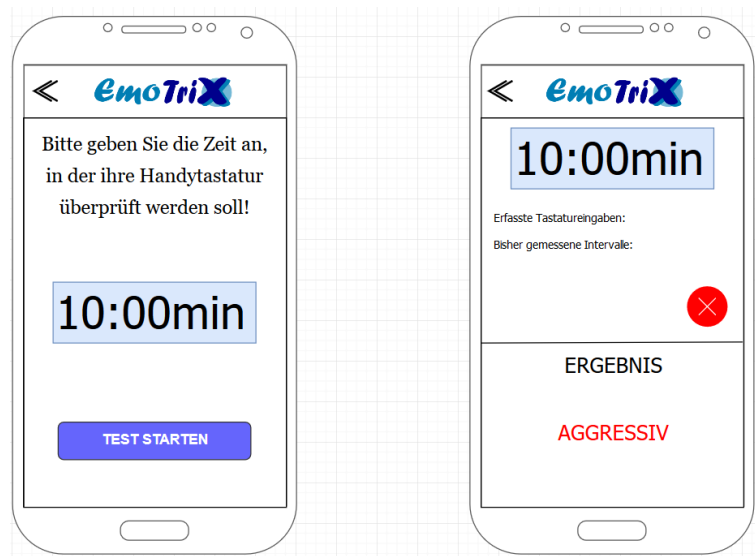 EmoTriX
Bitte geben Sie die Zeit an,
in der ihre Handytastatur
überprüft werden soll!
10:00min
TEST STARTEN
EmoTriX
10:00min
Erfasste Tastatureingaben:
Bisher gemessene Intervalle:
ERGEBNIS
AGGRESSIV